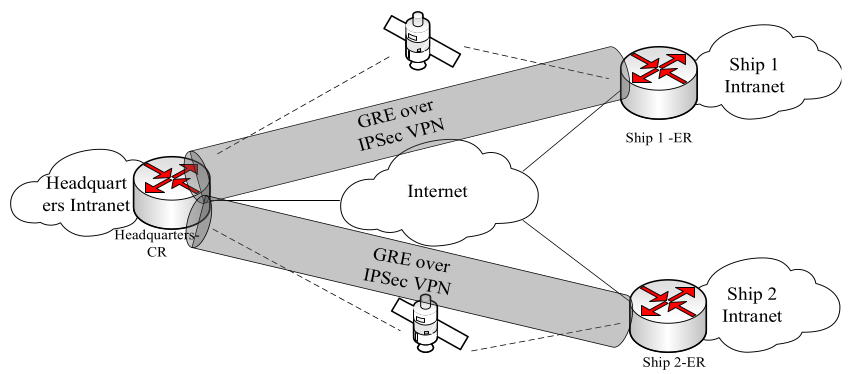 GRE over
IPSec VPN
Ship 1
Intranet
Ship 1 -ER
Headquart
ers Intranet
Internet
Headquarters-
CR
GRE over
IPSec VPN
Ship 2
Intranet
Ship 2-ER